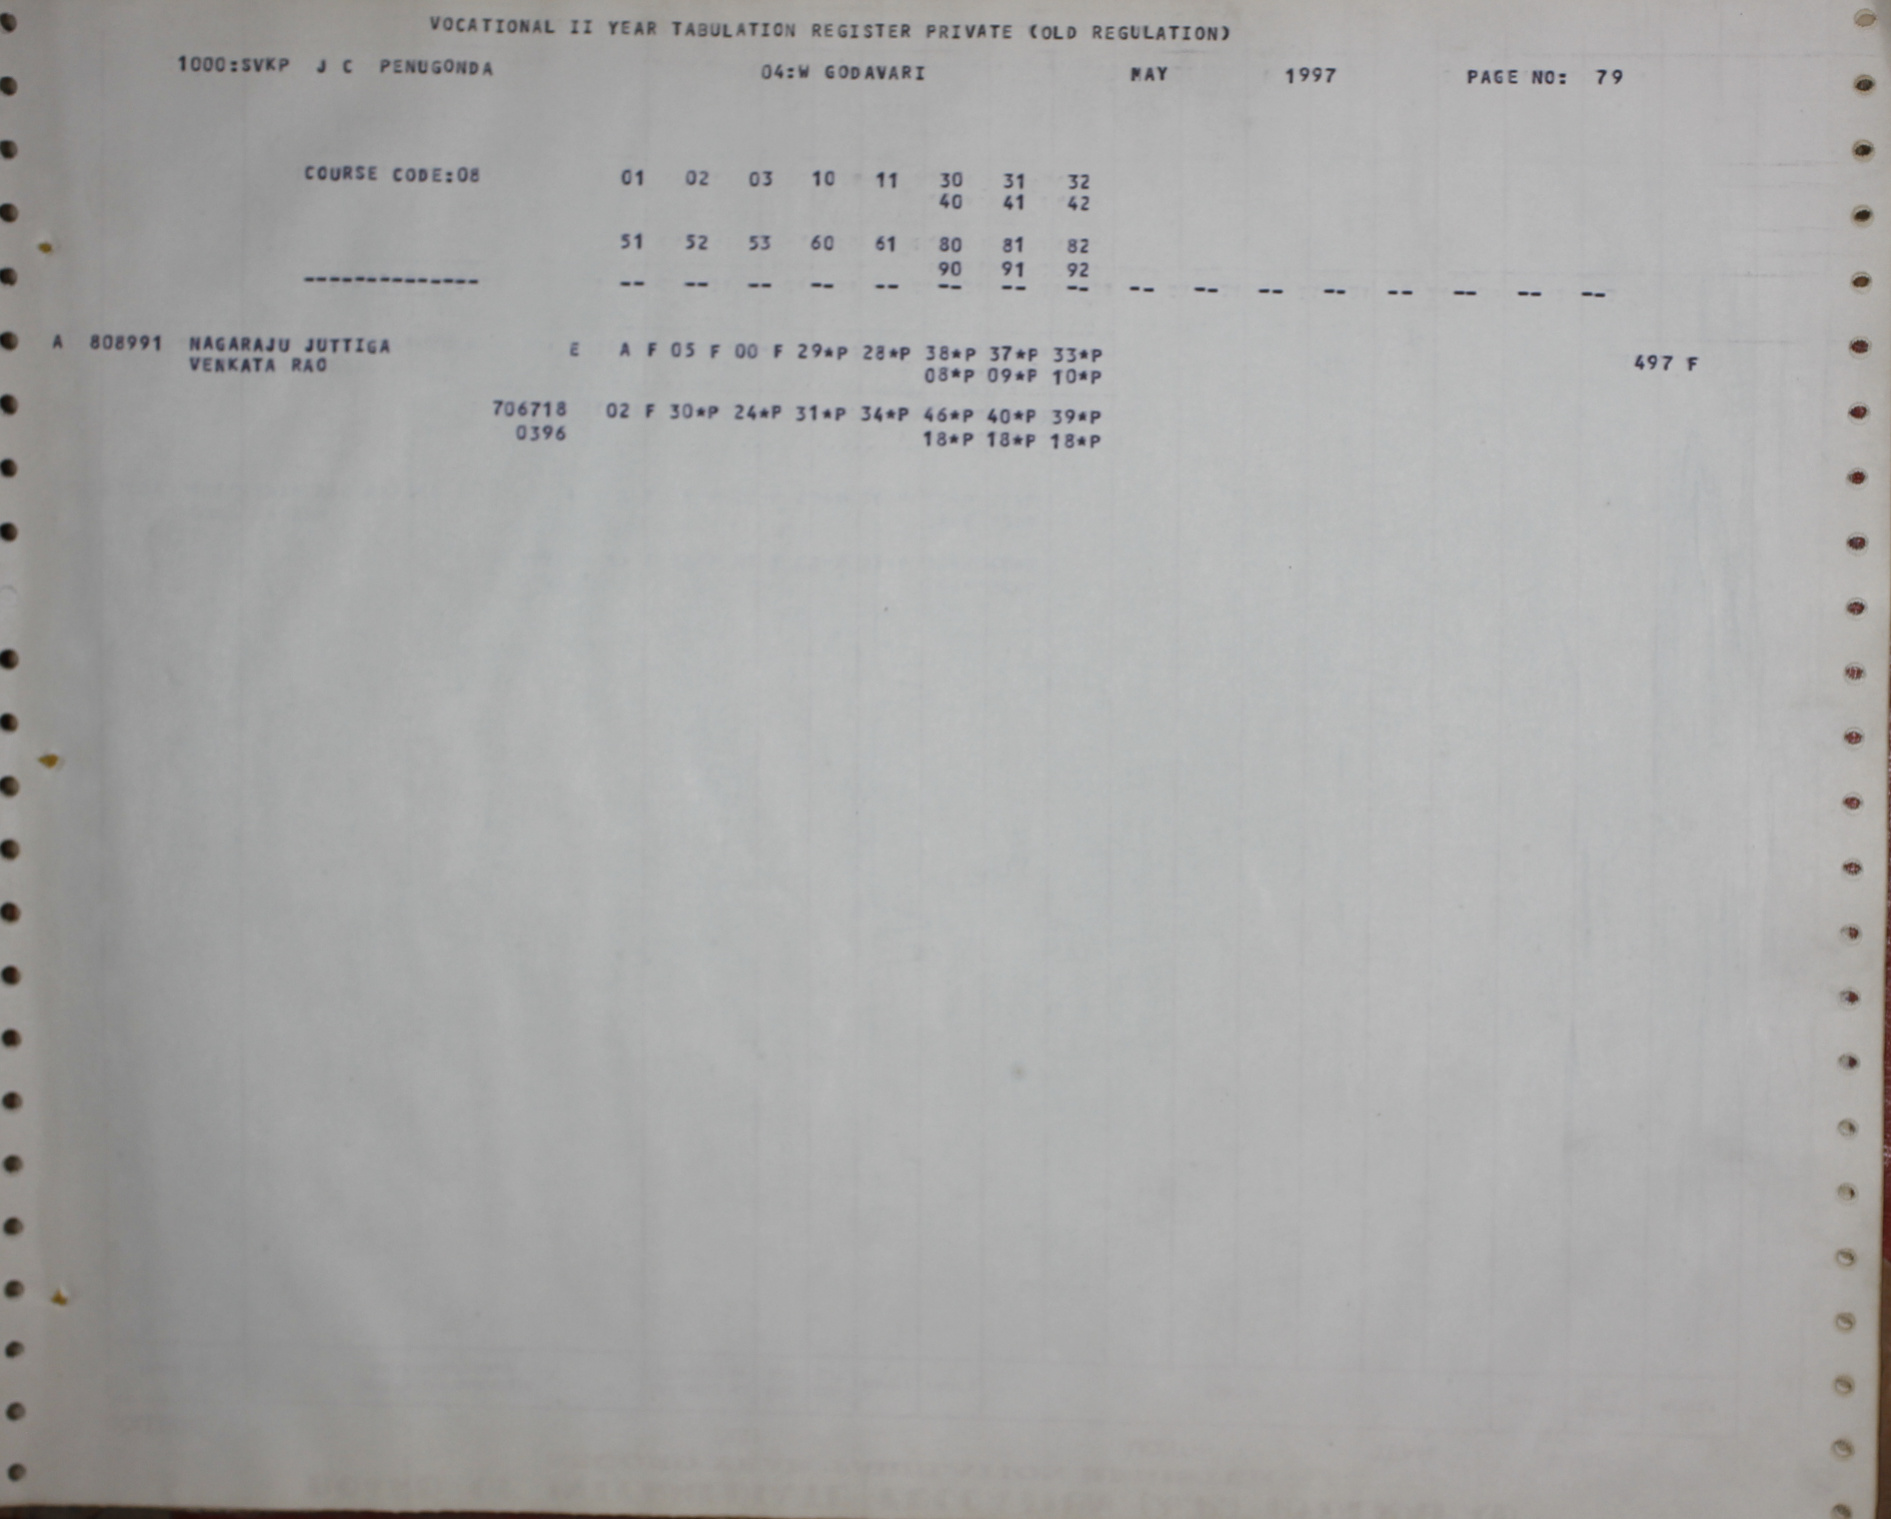 VOCATIONAL II YEAR TABULATION REGISTER PRIVATE (OLD REGULATION)
1000:SVKP J C PENUGONDA 04:W GODAVARI MAY 1997 PAGE NO: 79
COURSE CODE:08 01 02 03 10 11 30 31 32
40 41 42
51 52 53 60 61 80 81 82
90 91 92
-------------- -- -- -- -- -- -- -- -- -- -- -- -- -- -- -- --
A 808991 NAGARAJU JUTTIGA E A F 05 F 00 F 29*P 28*P 38*P 37*P 33*P
VENKATA RAO 08*P 09*P 10*P 497 F
706718 02 F 30*P 24*P 31*P 34*P 46*P 40*P 39*P
0396 18*P 18*P 18*P